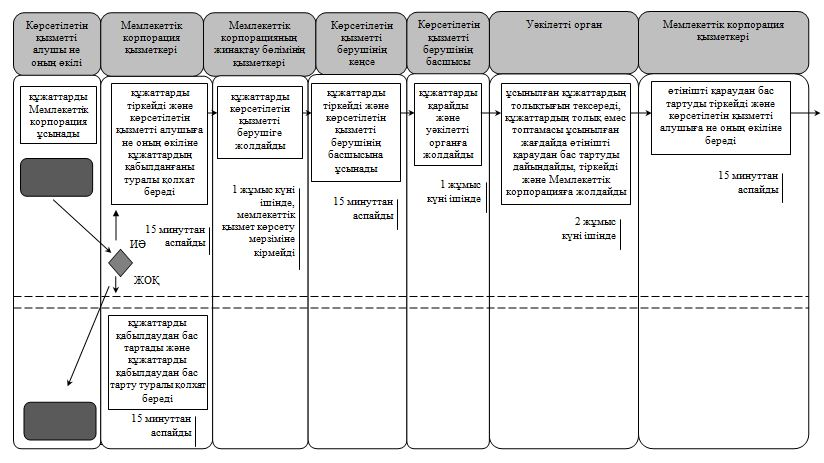 Көрсетілетін
қызметті
алушы не
оның өкілі
Мемлекеттік
корпорация
қызметкері
Мемлекеттік
корпорацияның
жинақтау бөлімінің
қызметкері
Көрсетілетін
қызметті
берушінің
кеңсе
Көрсетілетін
қызметті
берушінің
басшысы
Уәкілетті орган
Мемлекеттік корпорация
қызметкері
құжаттарды
Мемлекеттік
корпорация
ұсынады
құжаттарды
тіркейді және
көрсетілетін
қызметті алушыға
не оның өкіліне
құжаттардың
қабылданғаны
туралы қолхат
береді
15 минуттан
аспайды
құжаттарды
көрсетілетін
қызметті
берушіге
жолдайды
1 жұмыс күні
ішінде,
мемлекеттік
қызмет көрсету
мерзіміне
кірмейді
құжаттарды
тіркейді және
көрсетілетін
қызметті
берушінің
басшысына
ұсынады
15 минуттан
аспайды
құжаттарды
қарайды
және
уәкілетті
органға
жолдайды
1 жұмыс
күні ішінде
ұсынылған құжаттардың
толықтығын тексереді,
құжаттардың толық емес
топтамасы ұсынылған
жағдайда өтінішті
қараудан бас тартуды
дайындайды, тіркейді
және Мемлекеттік
корпорацияға жолдайды
2 жұмыс
күні ішінде
өтінішті қараудан бас
тартуды тіркейді және
көрсетілетін қызметті
алушыға не оның өкіліне
береді
15 минуттан
аспайды
ИӘ
ЖОҚ
құжаттарды
қабылдаудан бас
тартады және
құжаттарды
қабылдаудан бас
тарту туралы қолхат
береді
15 минуттан
аспайды